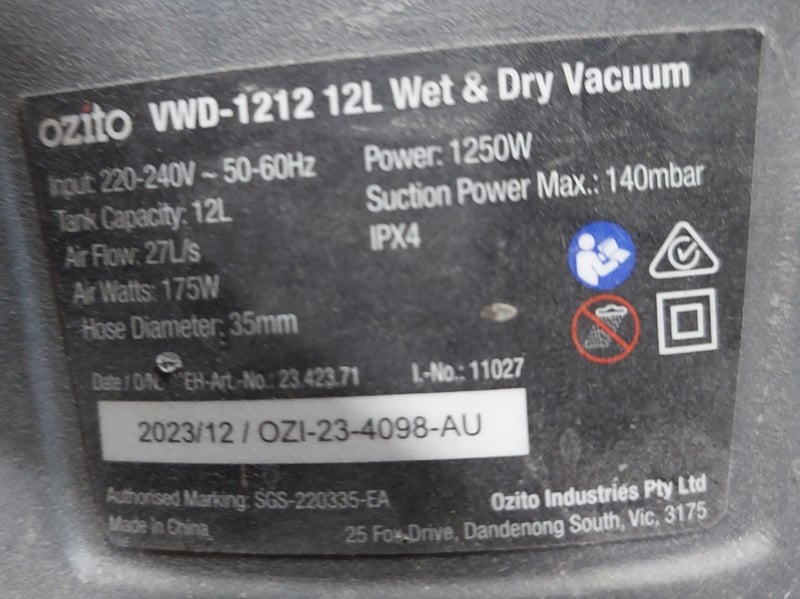 ozito VWD-1212 12L Wet & Dry Vacuum
Input: 220-240V ~ 50-60Hz
Tank Capacity: 12L
Air Flow: 27L/s
Air Watts: 175W
Hose Diameter: 35mm
Power: 1250W
Suction Power Max.: 140mbar
IPX4
Date / O/N. EH-Art.-No.: 23.423.71 I.-No.: 11027
2023/12 / OZI-23-4098-AU
Authorised Marking: SGS-220335-EA
Made in China
Ozito Industries Pty Ltd
25 Fox Drive, Dandenong South, Vic, 3175